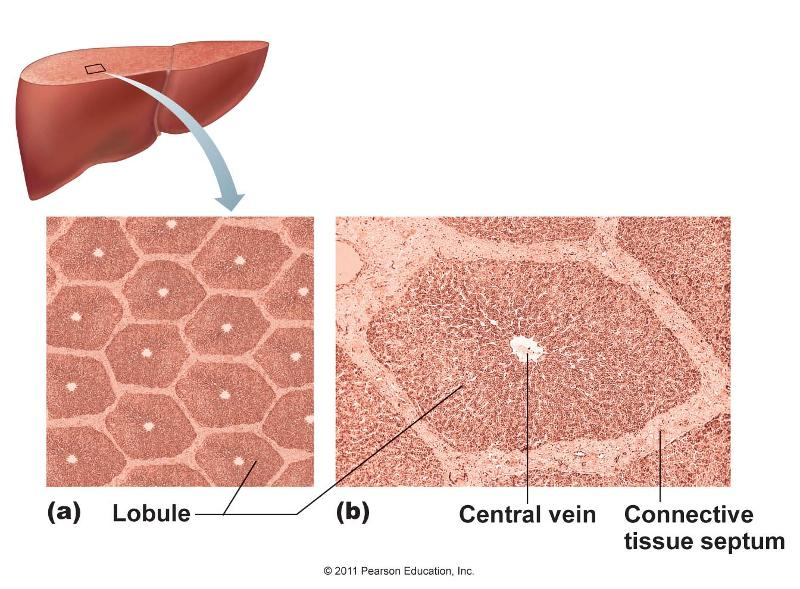 (a) Lobule
(b)
Central vein
Connective
tissue septum
© 2011 Pearson Education, Inc.